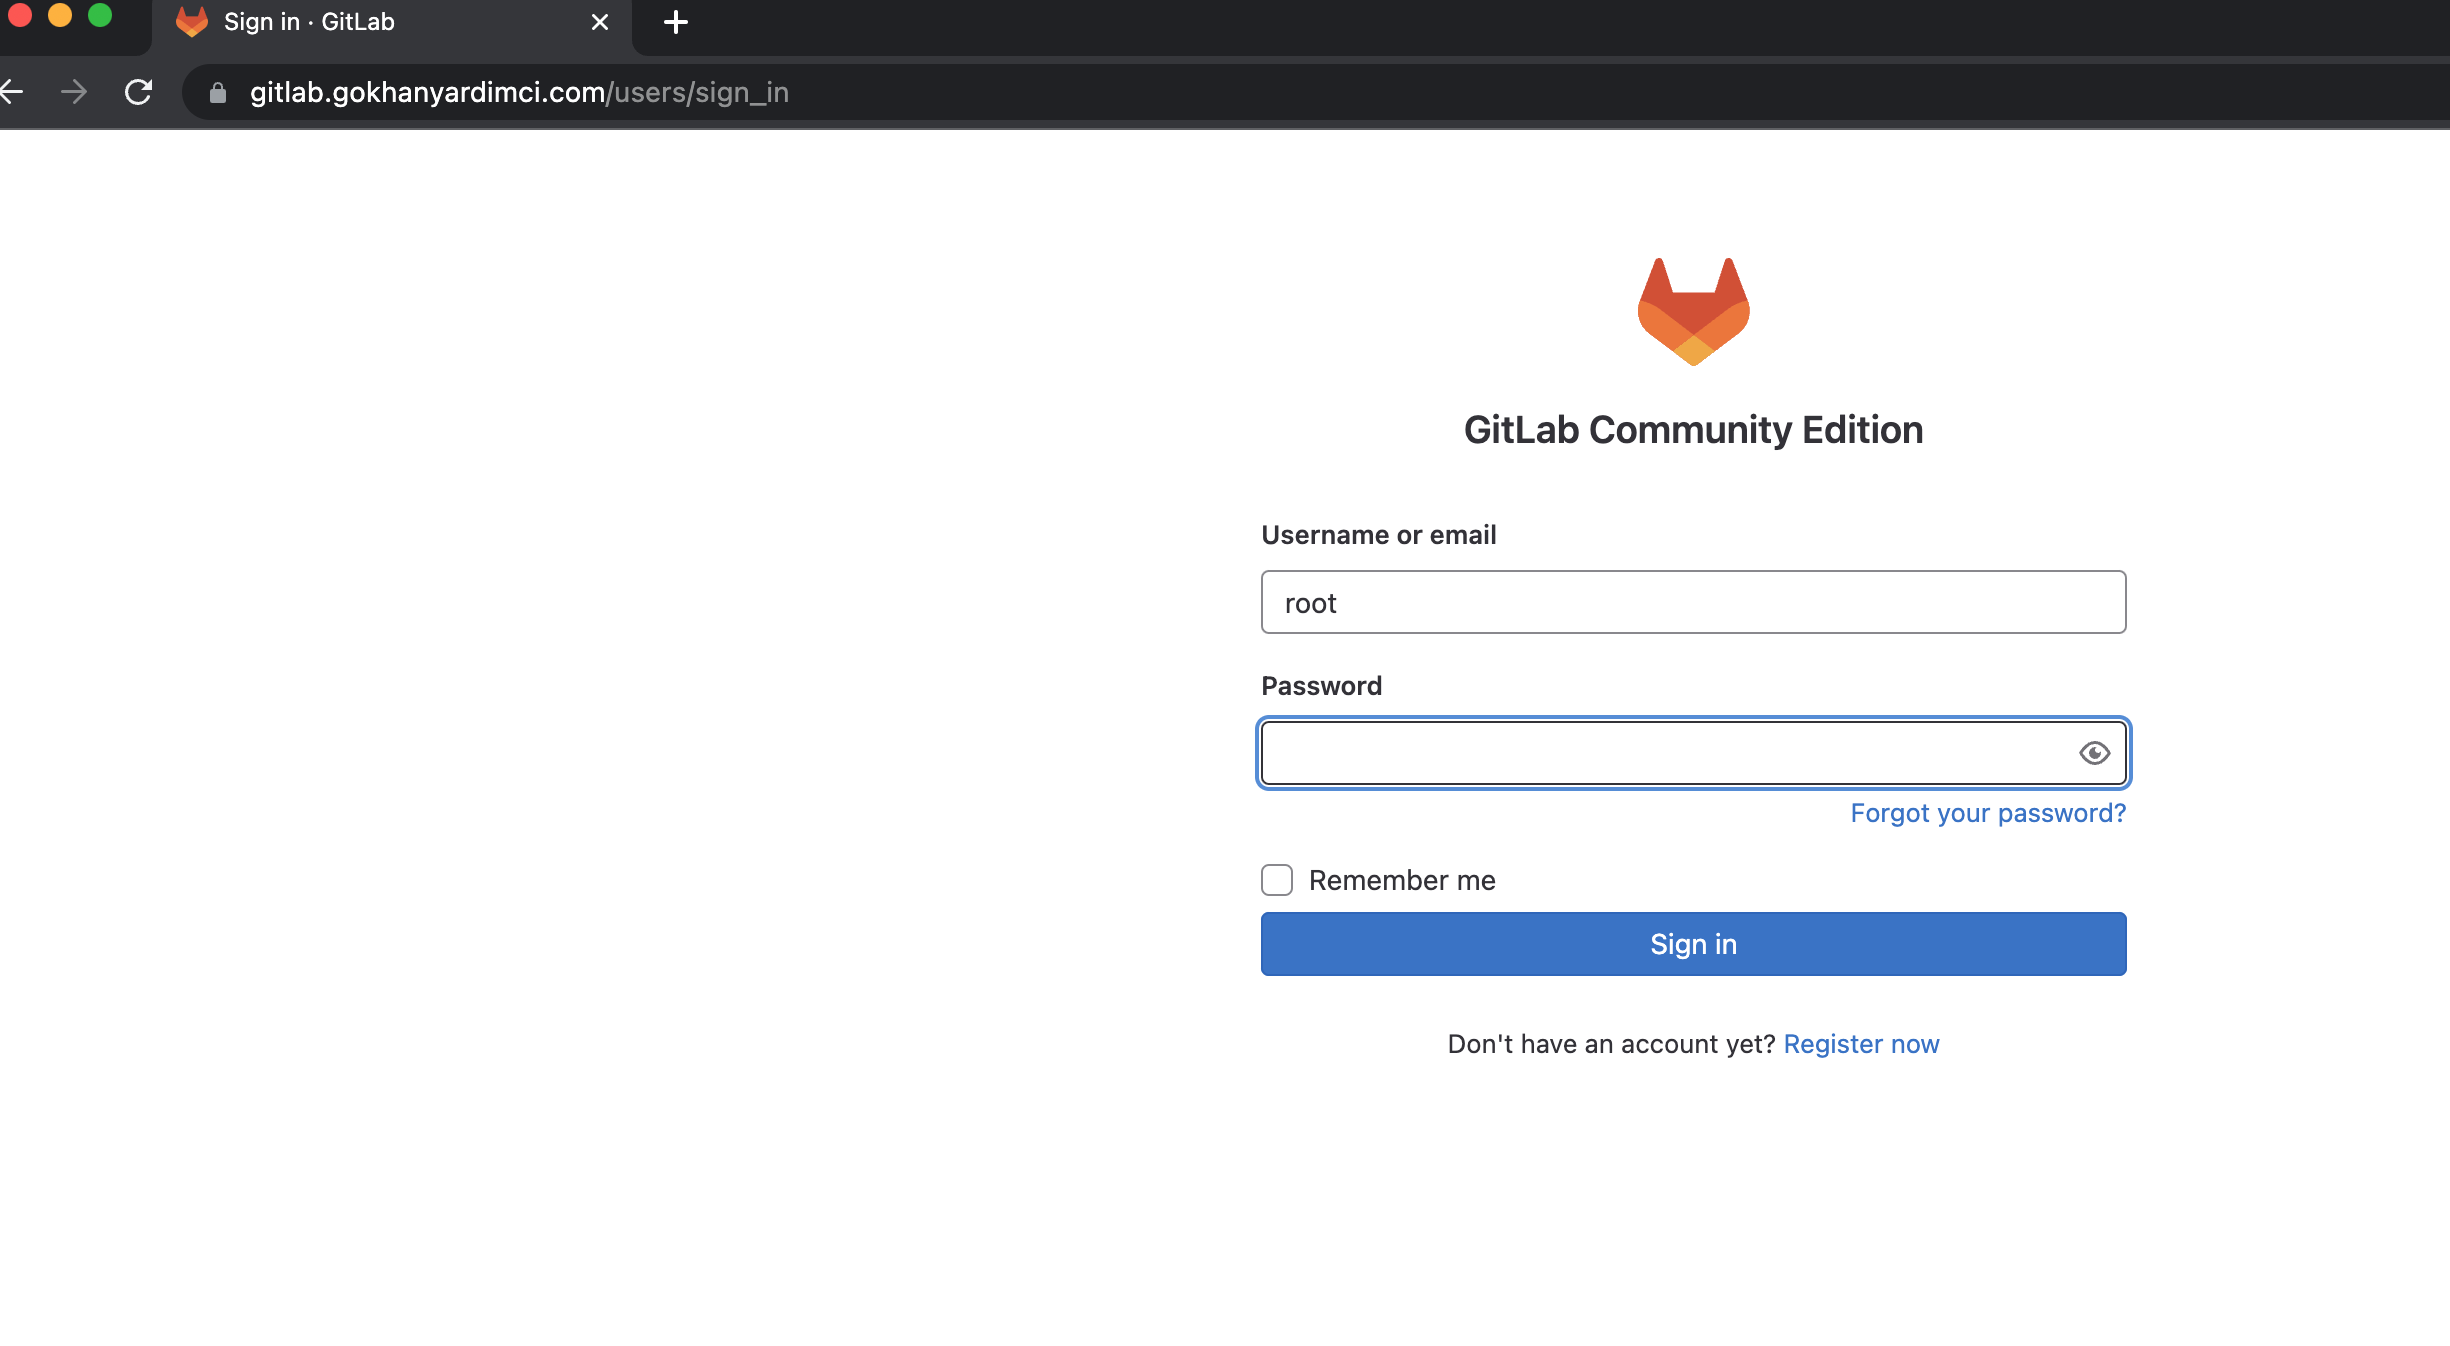 Sign in · GitLab
gitlab.gokhanyardimci.com/users/sign_in
GitLab Community Edition
Username or email
root
Password
Forgot your password?
Remember me
Sign in
Don't have an account yet? Register now